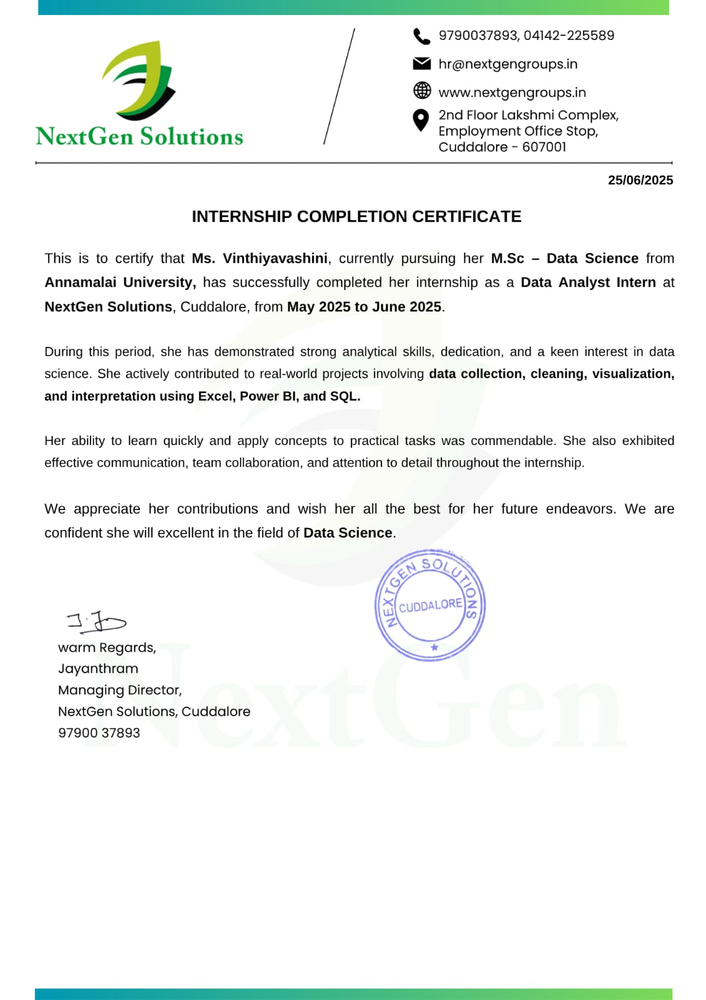 NextGen Solutions
9790037893, 04142-225589
hr@nextgengroups.in
www.nextgengroups.in
2nd Floor Lakshmi Complex,
Employment Office Stop,
Cuddalore - 607001
25/06/2025
INTERNSHIP COMPLETION CERTIFICATE
This is to certify that Ms. Vinthiyavashini, currently pursuing her M.Sc – Data Science from
Annamalai University, has successfully completed her internship as a Data Analyst Intern at
NextGen Solutions, Cuddalore, from May 2025 to June 2025.
During this period, she has demonstrated strong analytical skills, dedication, and a keen interest in data
science. She actively contributed to real-world projects involving data collection, cleaning, visualization,
and interpretation using Excel, Power BI, and SQL.
Her ability to learn quickly and apply concepts to practical tasks was commendable. She also exhibited
effective communication, team collaboration, and attention to detail throughout the internship.
We appreciate her contributions and wish her all the best for her future endeavors. We are
confident she will excellent in the field of Data Science.
NEXTGEN SOLUTIONS
CUDDALORE
warm Regards,
Jayanthram
Managing Director,
NextGen Solutions, Cuddalore
97900 37893
NextGen